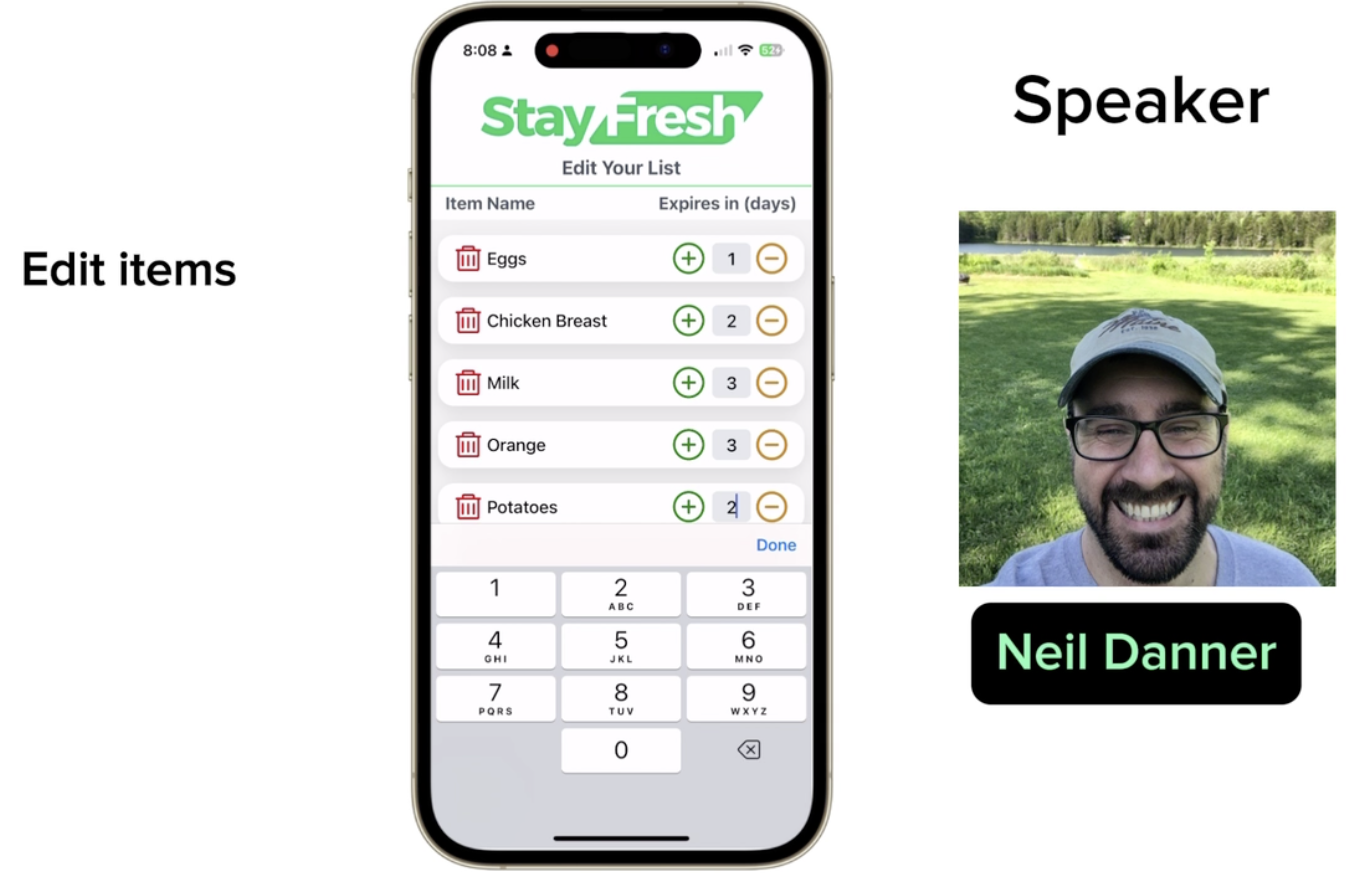 Edit items
8:08
52
StayFresh
Edit Your List
Item Name Expires in (days)
Eggs 1
Chicken Breast 2
Milk 3
Orange 3
Potatoes 2
Done
1 2 3
ABC DEF
4 5 6
GHI JKL MNO
7 8 9
PQRS TUV WXYZ
0
Speaker
Maine
Neil Danner